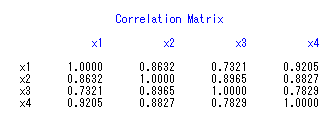 Correlation Matrix
x1 x2 x3 x4
x1 1.0000 0.8632 0.7321 0.9205
x2 0.8632 1.0000 0.8965 0.8827
x3 0.7321 0.8965 1.0000 0.7829
x4 0.9205 0.8827 0.7829 1.0000